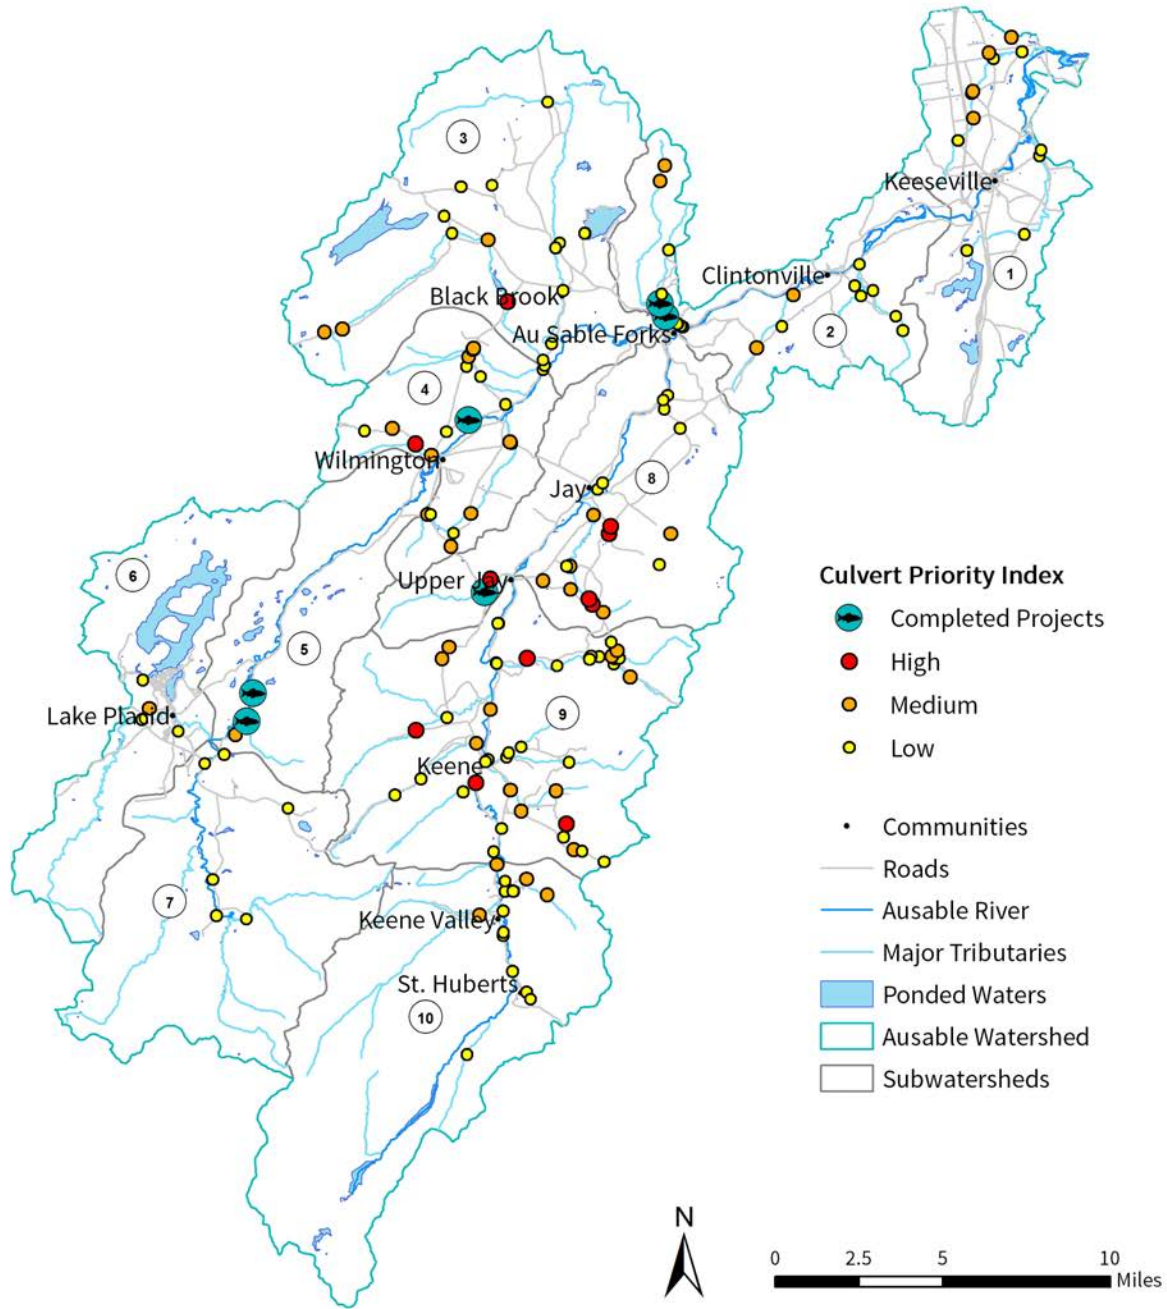 3
Keeseville
Clintonville
1
Black Brook
2
Au Sable Forks
4
Wilmington
8
Jay
6
Upper Jay
5
Lake Placid
9
Keene
7
Keene Valley
St. Huberts
10
Culvert Priority Index
Completed Projects
High
Medium
Low
Communities
Roads
Ausable River
Major Tributaries
Ponded Waters
Ausable Watershed
Subwatersheds
N
0 2.5 5 10
Miles